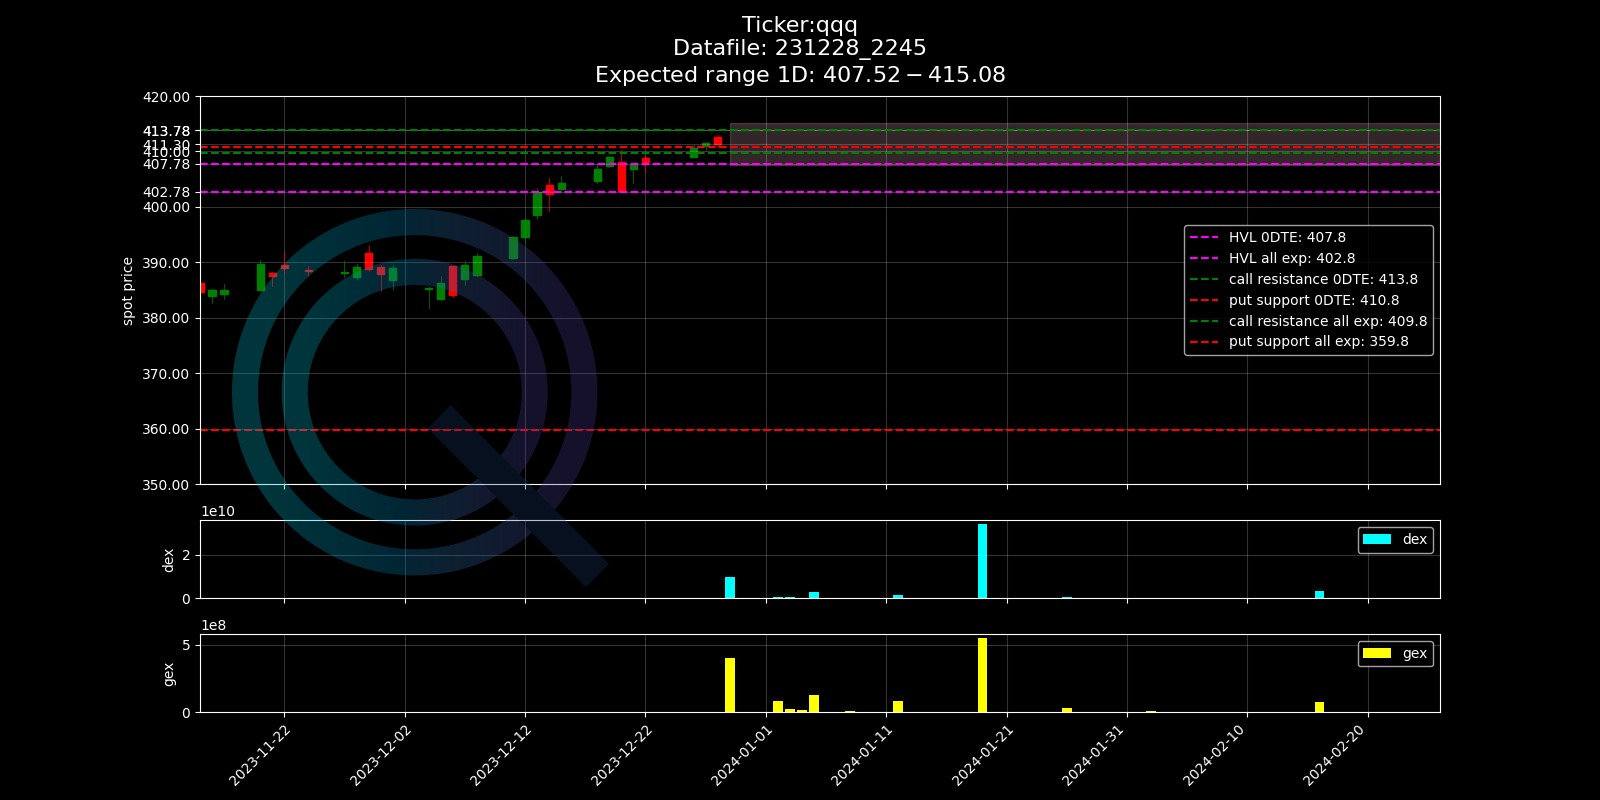 Ticker:qqq
Datafile: 231228_2245
Expected range 1D: 407.52 − 415.08
420.00
413.78
411.30
410.00
407.78
402.78
400.00
390.00
380.00
370.00
360.00
350.00
spot price
HVL 0DTE: 407.8
HVL all exp: 402.8
call resistance 0DTE: 413.8
put support 0DTE: 410.8
call resistance all exp: 409.8
put support all exp: 359.8
1e10
2
0
dex
dex
1e8
5
0
gex
gex
2023-11-22
2023-12-02
2023-12-12
2023-12-22
2024-01-01
2024-01-11
2024-01-21
2024-01-31
2024-02-10
2024-02-20